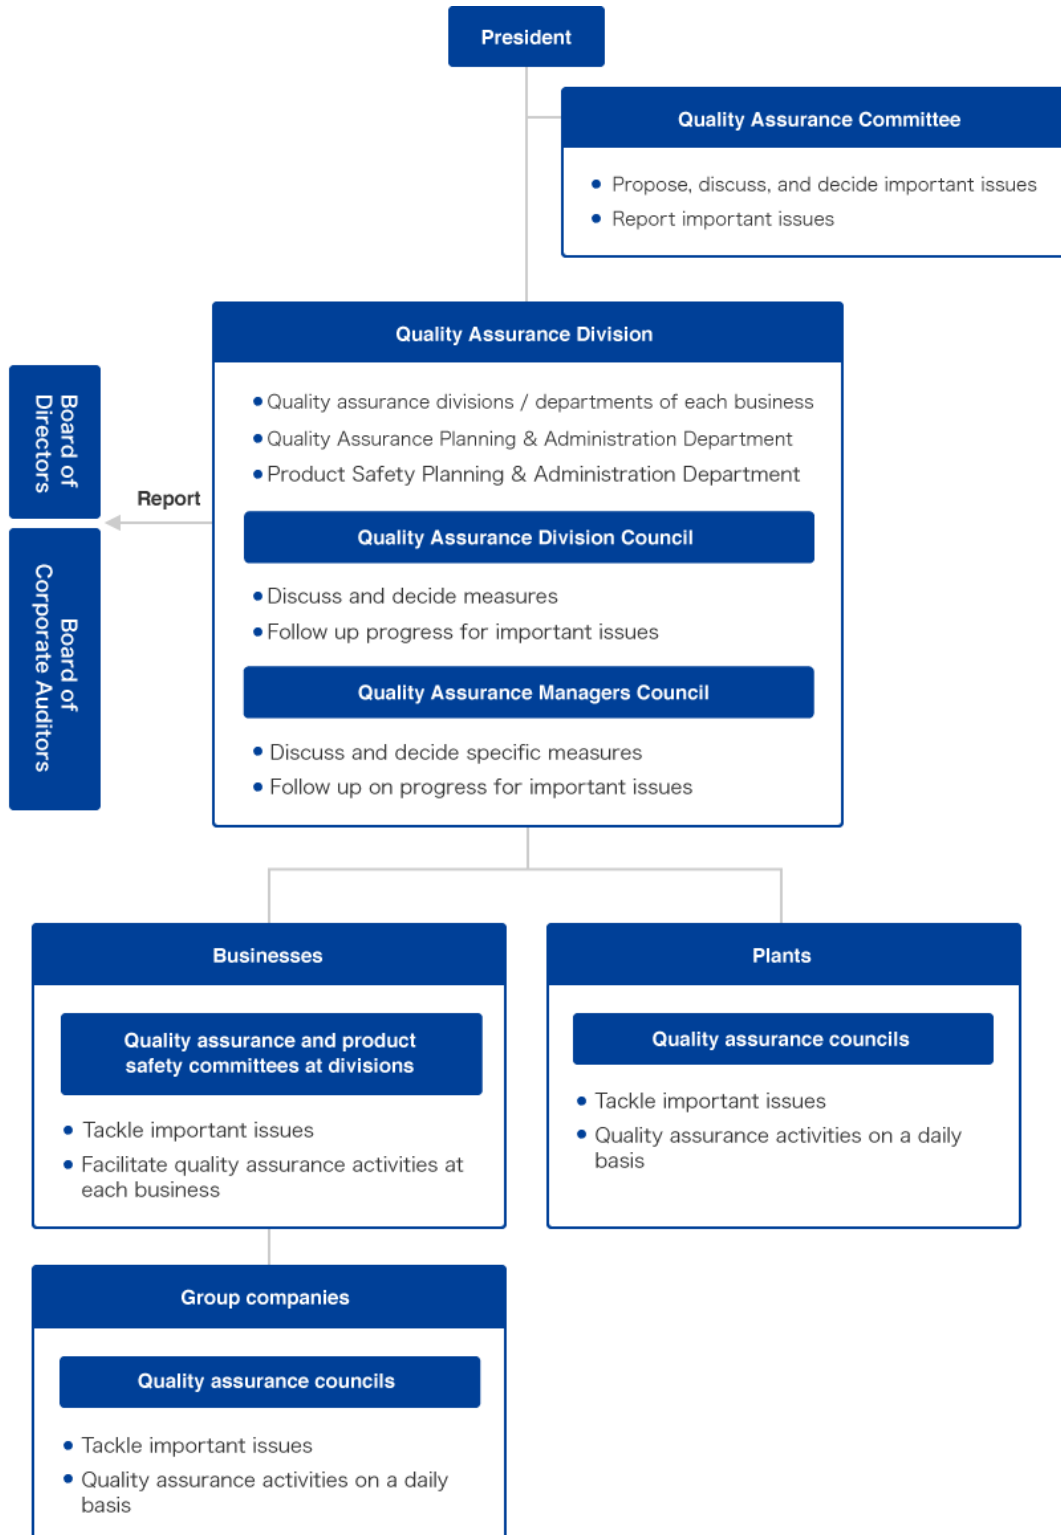 President
Quality Assurance Committee
• Propose, discuss, and decide important issues
• Report important issues
Quality Assurance Division
• Quality assurance divisions / departments of each business
• Quality Assurance Planning & Administration Department
• Product Safety Planning & Administration Department
Quality Assurance Division Council
• Discuss and decide measures
• Follow up progress for important issues
Quality Assurance Managers Council
• Discuss and decide specific measures
• Follow up on progress for important issues
Report
Board of
Directors
Board of
Corporate Auditors
Businesses
Quality assurance and product
safety committees at divisions
• Tackle important issues
• Facilitate quality assurance activities at
each business
Plants
Quality assurance councils
• Tackle important issues
• Quality assurance activities on a daily
basis
Group companies
Quality assurance councils
• Tackle important issues
• Quality assurance activities on a daily
basis